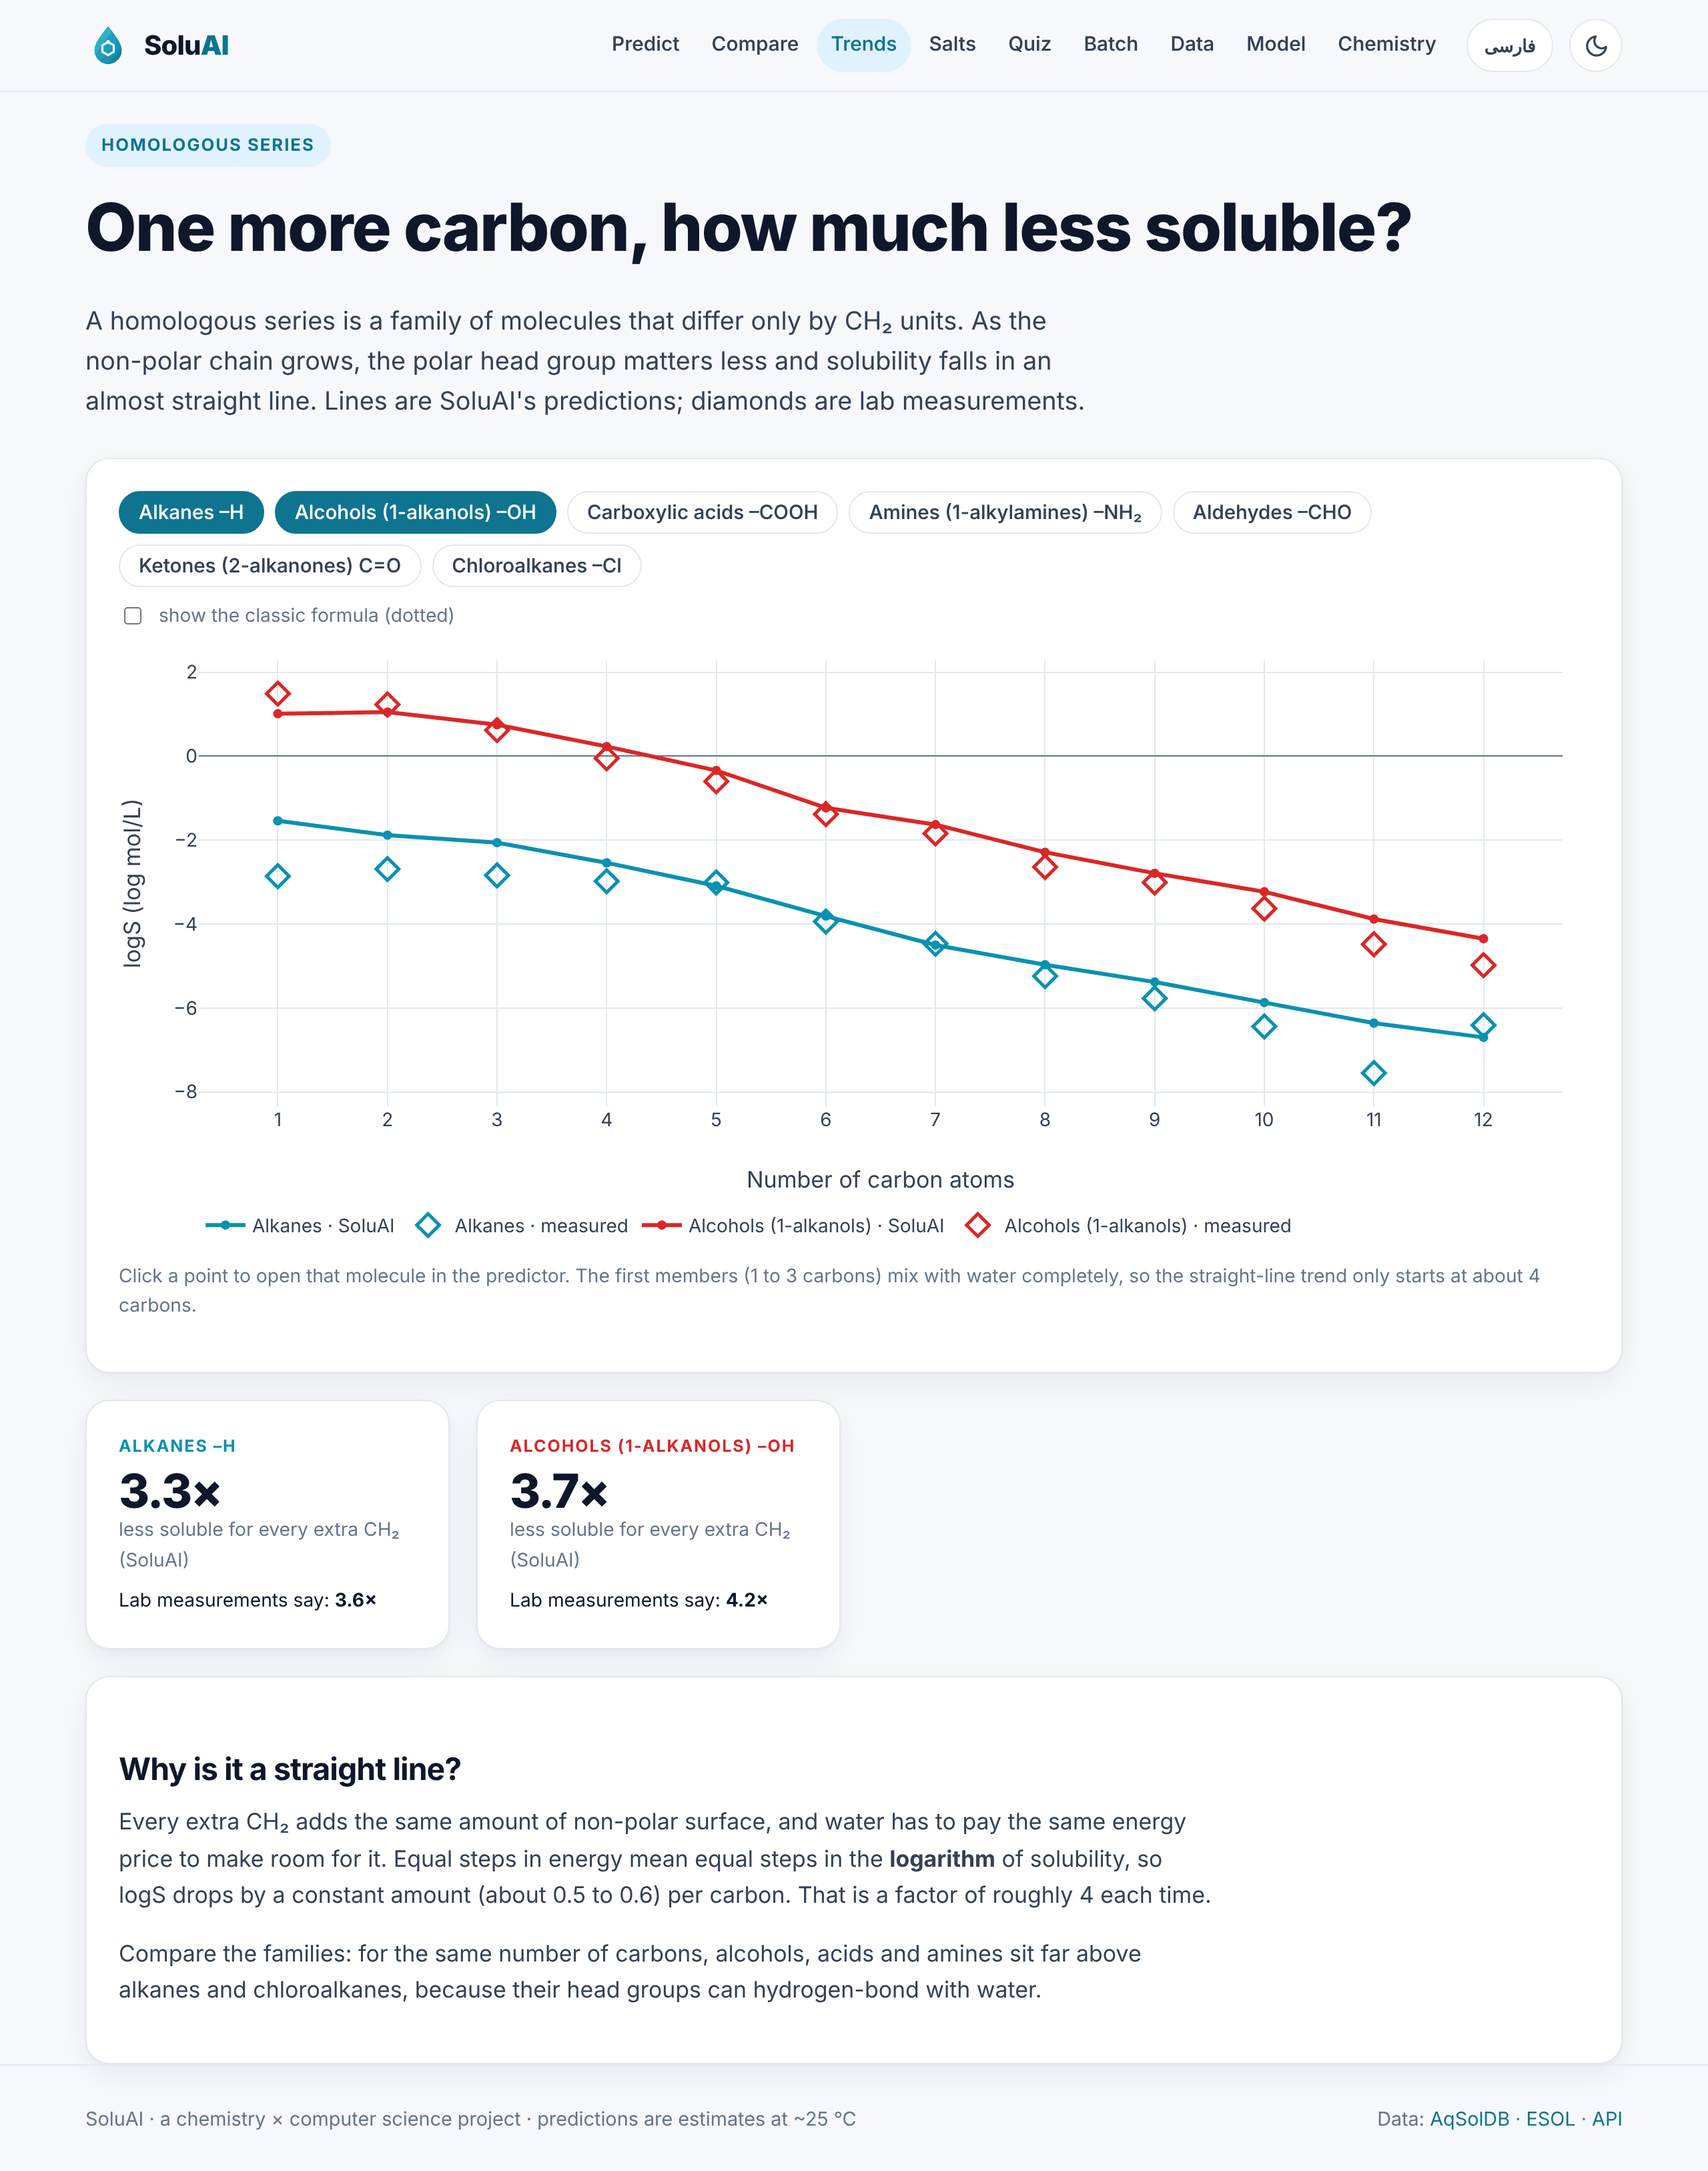 SoluAI
Predict Compare Trends Salts Quiz Batch Data Model Chemistry فارسی
HOMOLOGOUS SERIES
One more carbon, how much less soluble?
A homologous series is a family of molecules that differ only by CH₂ units. As the
non-polar chain grows, the polar head group matters less and solubility falls in an
almost straight line. Lines are SoluAI's predictions; diamonds are lab measurements.
Alkanes –H Alcohols (1-alkanols) –OH Carboxylic acids –COOH Amines (1-alkylamines) –NH₂ Aldehydes –CHO
Ketones (2-alkanones) C=O Chloroalkanes –Cl
show the classic formula (dotted)
2
0
−2
−4
−6
−8
logS (log mol/L)
1 2 3 4 5 6 7 8 9 10 11 12
Number of carbon atoms
Alkanes · SoluAI Alkanes · measured Alcohols (1-alkanols) · SoluAI Alcohols (1-alkanols) · measured
Click a point to open that molecule in the predictor. The first members (1 to 3 carbons) mix with water completely, so the straight-line trend only starts at about 4
carbons.
ALKANES –H
3.3×
less soluble for every extra CH₂
(SoluAI)
Lab measurements say: 3.6×
ALCOHOLS (1-ALKANOLS) –OH
3.7×
less soluble for every extra CH₂
(SoluAI)
Lab measurements say: 4.2×
Why is it a straight line?
Every extra CH₂ adds the same amount of non-polar surface, and water has to pay the same energy
price to make room for it. Equal steps in energy mean equal steps in the logarithm of solubility, so
logS drops by a constant amount (about 0.5 to 0.6) per carbon. That is a factor of roughly 4 each time.
Compare the families: for the same number of carbons, alcohols, acids and amines sit far above
alkanes and chloroalkanes, because their head groups can hydrogen-bond with water.
SoluAI · a chemistry × computer science project · predictions are estimates at ~25 °C
Data: AqSolDB · ESOL · API